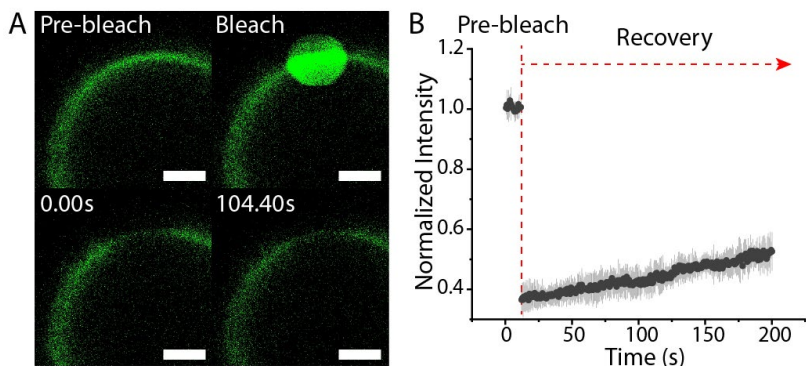 A
Pre-bleach
Bleach
0.00s
104.40s
B
Pre-bleach
Recovery
Normalized Intensity
1.2
1.0
0.8
0.6
0.4
0
50
100
150
200
Time (s)